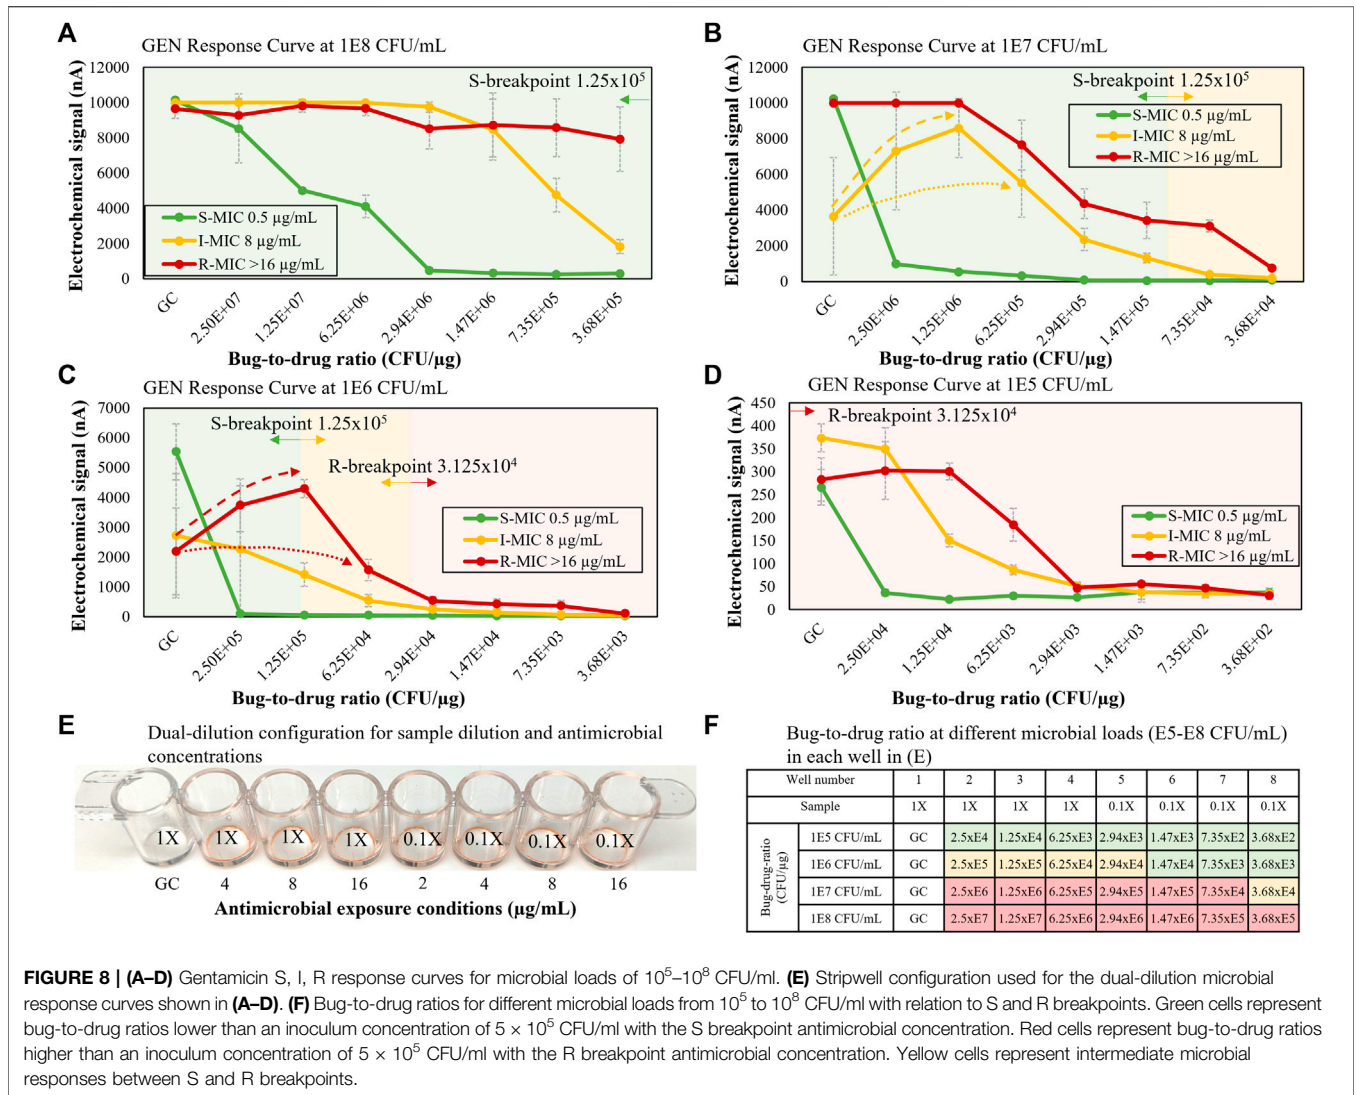 A
GEN Response Curve at 1E8 CFU/mL
Electrochemical signal (nA)
12000
10000
8000
6000
4000
2000
0
S-breakpoint 1.25x10⁵
S-MIC 0.5 µg/mL
I-MIC 8 µg/mL
R-MIC >16 µg/mL
GC
2.50E+07
1.25E+07
6.25E+06
2.94E+06
1.47E+06
7.35E+05
3.68E+05
Bug-to-drug ratio (CFU/µg)
B
GEN Response Curve at 1E7 CFU/mL
Electrochemical signal (nA)
12000
10000
8000
6000
4000
2000
0
S-breakpoint 1.25x10⁵
S-MIC 0.5 µg/mL
I-MIC 8 µg/mL
R-MIC >16 µg/mL
GC
2.50E+06
1.25E+06
6.25E+05
2.94E+05
1.47E+05
7.35E+04
3.68E+04
Bug-to-drug ratio (CFU/µg)
C
GEN Response Curve at 1E6 CFU/mL
Electrochemical signal (nA)
7000
6000
5000
4000
3000
2000
1000
0
S-breakpoint 1.25x10⁵
R-breakpoint 3.125x10⁴
S-MIC 0.5 µg/mL
I-MIC 8 µg/mL
R-MIC >16 µg/mL
GC
2.50E+05
1.25E+05
6.25E+04
2.94E+04
1.47E+04
7.35E+03
3.68E+03
Bug-to-drug ratio (CFU/µg)
D
GEN Response Curve at 1E5 CFU/mL
Electrochemical signal (nA)
450
400
350
300
250
200
150
100
50
0
R-breakpoint 3.125x10⁴
S-MIC 0.5 µg/mL
I-MIC 8 µg/mL
R-MIC >16 µg/mL
GC
2.50E+04
1.25E+04
6.25E+03
2.94E+03
1.47E+03
7.35E+02
3.68E+02
Bug-to-drug ratio (CFU/µg)
E
Dual-dilution configuration for sample dilution and antimicrobial
concentrations
1X 1X 1X 1X 0.1X 0.1X 0.1X 0.1X
GC 4 8 16 2 4 8 16
Antimicrobial exposure conditions (µg/mL)
F
Bug-to-drug ratio at different microbial loads (E5-E8 CFU/mL)
in each well in (E)
Well number 1 2 3 4 5 6 7 8
Sample 1X 1X 1X 1X 0.1X 0.1X 0.1X 0.1X
Bug-drug-ratio
(CFU/µg)
1E5 CFU/mL GC 2.5xE4 1.25xE4 6.25xE3 2.94xE3 1.47xE3 7.35xE2 3.68xE2
1E6 CFU/mL GC 2.5xE5 1.25xE5 6.25xE4 2.94xE4 1.47xE4 7.35xE3 3.68xE3
1E7 CFU/mL GC 2.5xE6 1.25xE6 6.25xE5 2.94xE5 1.47xE5 7.35xE4 3.68xE4
1E8 CFU/mL GC 2.5xE7 1.25xE7 6.25xE6 2.94xE6 1.47xE6 7.35xE5 3.68xE5
FIGURE 8 | (A–D) Gentamicin S, I, R response curves for microbial loads of 10⁵–10⁸ CFU/ml. (E) Stripwell configuration used for the dual-dilution microbial
response curves shown in (A–D). (F) Bug-to-drug ratios for different microbial loads from 10⁵ to 10⁸ CFU/ml with relation to S and R breakpoints. Green cells represent
bug-to-drug ratios lower than an inoculum concentration of 5 × 10⁵ CFU/ml with the S breakpoint antimicrobial concentration. Red cells represent bug-to-drug ratios
higher than an inoculum concentration of 5 × 10⁵ CFU/ml with the R breakpoint antimicrobial concentration. Yellow cells represent intermediate microbial
responses between S and R breakpoints.